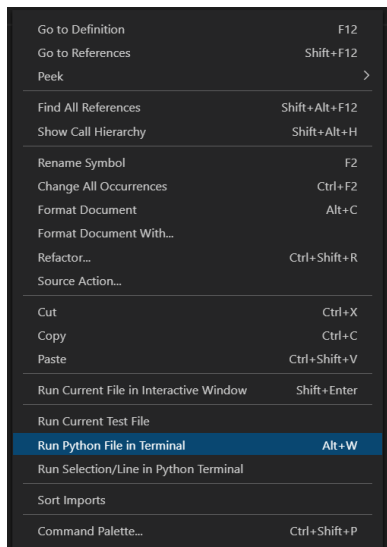 Go to Definition F12
Go to References Shift+F12
Peek
Find All References Shift+Alt+F12
Show Call Hierarchy Shift+Alt+H
Rename Symbol F2
Change All Occurrences Ctrl+F2
Format Document Alt+C
Format Document With...
Refactor... Ctrl+Shift+R
Source Action...
Cut Ctrl+X
Copy Ctrl+C
Paste Ctrl+Shift+V
Run Current File in Interactive Window Shift+Enter
Run Current Test File
Run Python File in Terminal Alt+W
Run Selection/Line in Python Terminal
Sort Imports
Command Palette... Ctrl+Shift+P